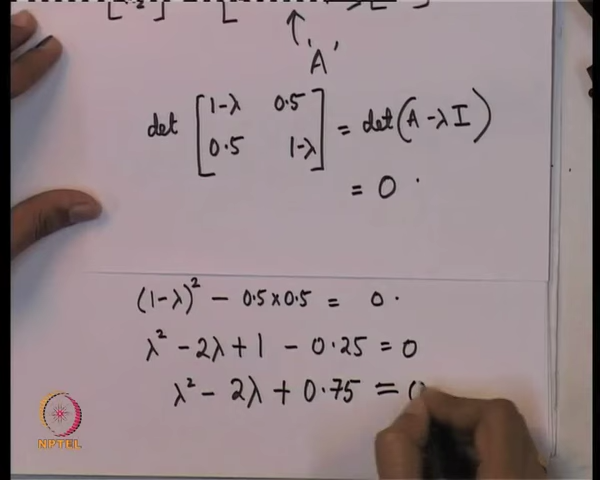 'A'
det [1-λ 0.5
0.5 1-λ] = det (A - λI)
= 0 .
(1-λ)² - 0.5×0.5 = 0 .
λ² - 2λ + 1 - 0.25 = 0
λ² - 2λ + 0.75 =
NPTEL